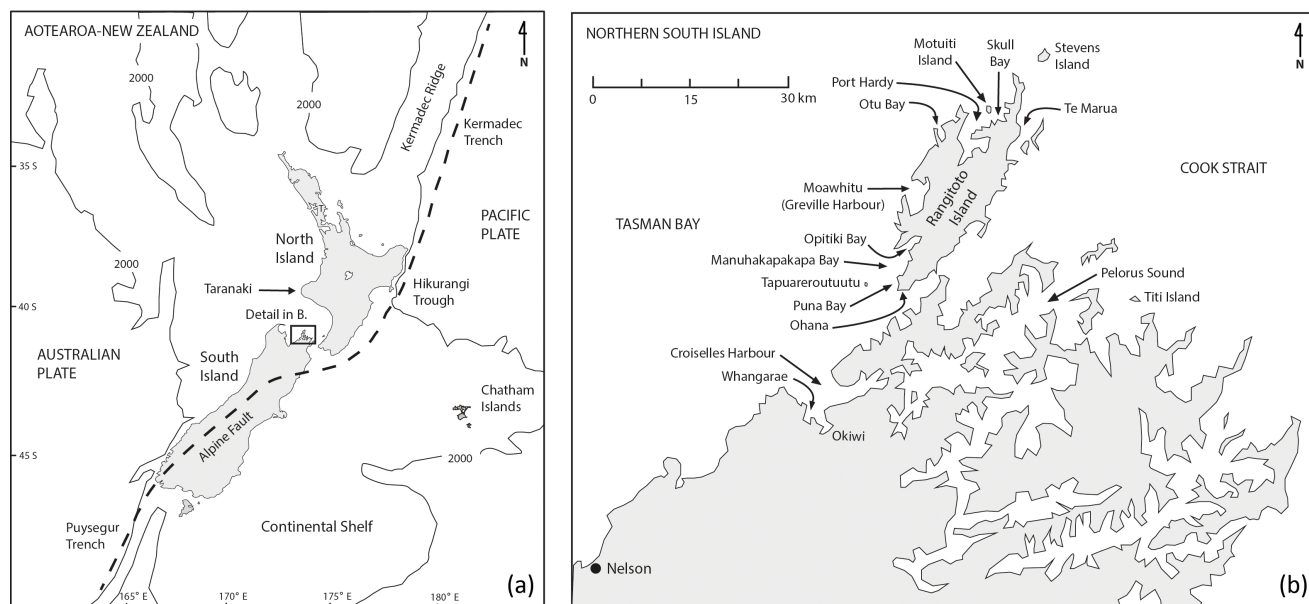 AOTEAROA-NEW ZEALAND
4
N
2000
2000
Kermadec Ridge
Kermadec
Trench
35 S
PACIFIC
PLATE
North
Island
2000
Taranaki
Hikurangi
Trough
40 S
Detail in B.
AUSTRALIAN
PLATE
South
Island
Chatham
Islands
Alpine Fault
45 S
2000
Puysegur
Trench
Continental Shelf
165° E
170° E
175° E
180° E
(a)
NORTHERN SOUTH ISLAND
4
N
0
15
30 km
Motuiti
Island
Skull
Bay
Stevens
Island
Port Hardy
Otu Bay
Te Marua
COOK STRAIT
Moawhitu
(Greville Harbour)
Rangitoto
Island
TASMAN BAY
Opitiki Bay
Manuhakapakapa Bay
Tapuareroutuutu
Pelorus Sound
Titi Island
Puna Bay
Ohana
Croiselles Harbour
Whangarae
Okiwi
Nelson
(b)